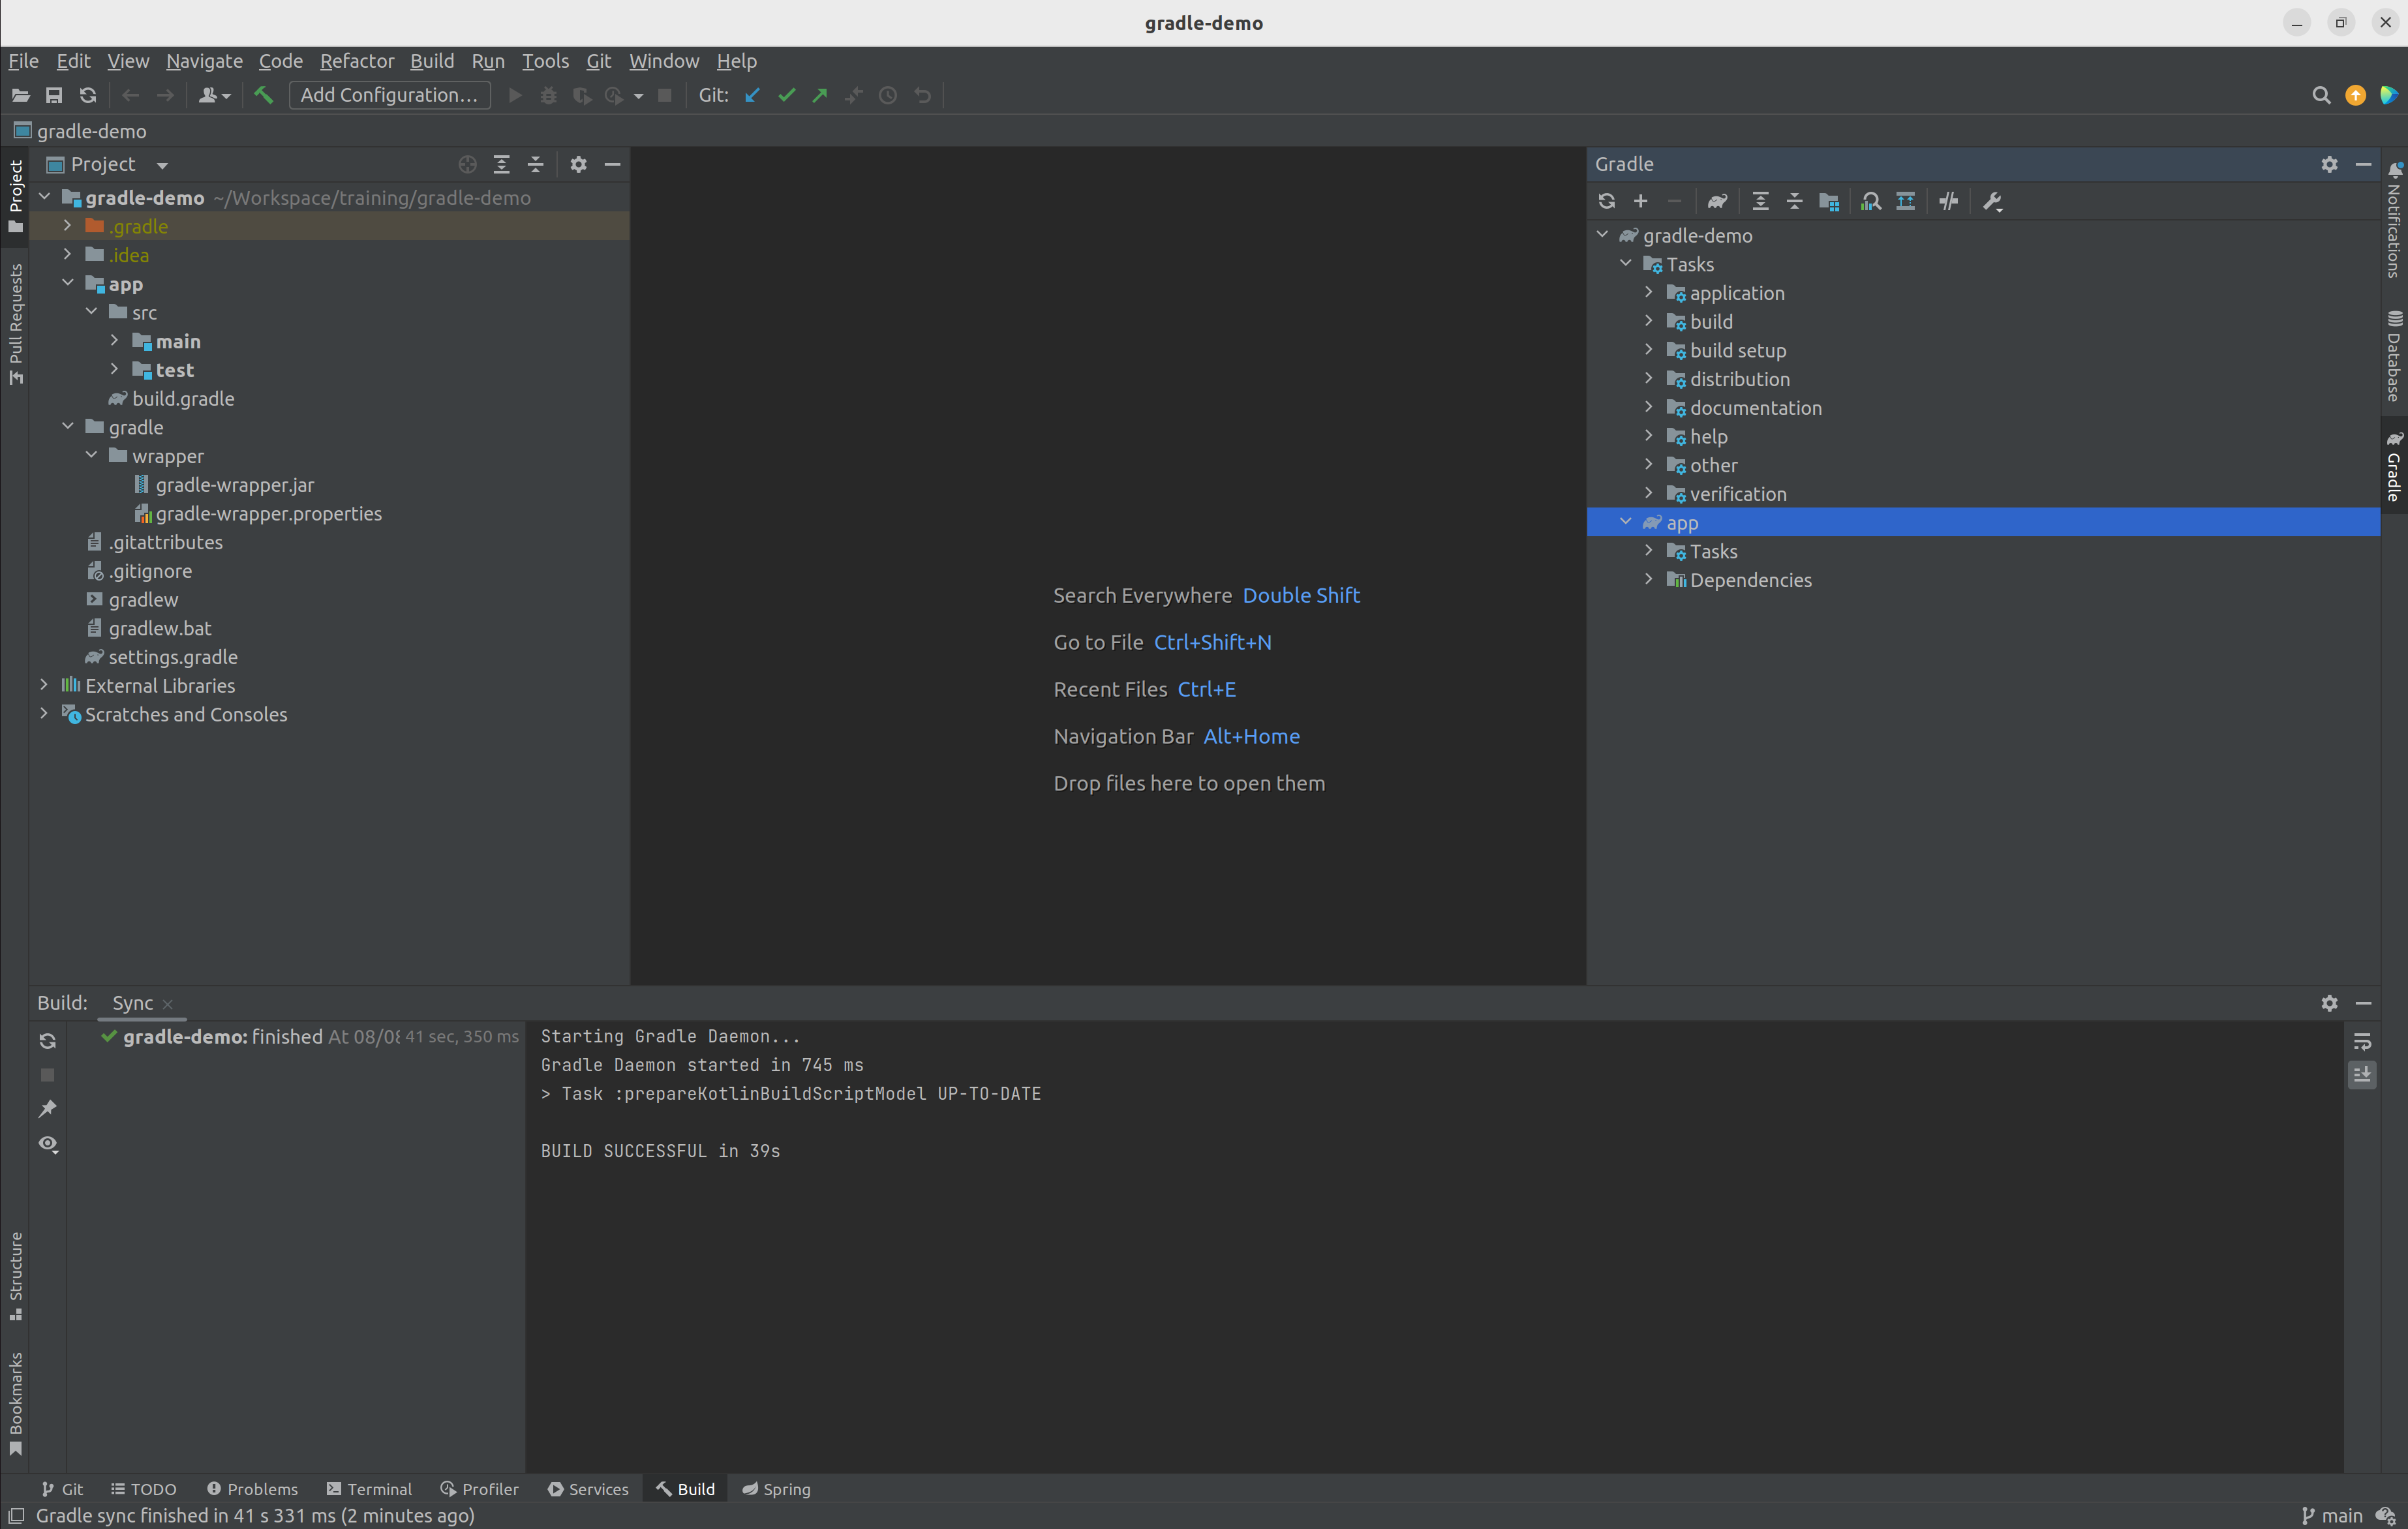 gradle-demo
File Edit View Navigate Code Refactor Build Run Tools Git Window Help
Add Configuration... Git:
gradle-demo
Project
Project
Pull Requests
gradle-demo ~/Workspace/training/gradle-demo
.gradle
.idea
app
src
main
test
build.gradle
gradle
wrapper
gradle-wrapper.jar
gradle-wrapper.properties
.gitattributes
.gitignore
gradlew
gradlew.bat
settings.gradle
External Libraries
Scratches and Consoles
Search Everywhere Double Shift
Go to File Ctrl+Shift+N
Recent Files Ctrl+E
Navigation Bar Alt+Home
Drop files here to open them
Gradle
gradle-demo
Tasks
application
build
build setup
distribution
documentation
help
other
verification
app
Tasks
Dependencies
Notifications
Database
Gradle
Build: Sync
gradle-demo: finished At 08/08 41 sec, 350 ms
Starting Gradle Daemon...
Gradle Daemon started in 745 ms
> Task :prepareKotlinBuildScriptModel UP-TO-DATE
BUILD SUCCESSFUL in 39s
Structure
Bookmarks
Git TODO Problems Terminal Profiler Services Build Spring
Gradle sync finished in 41 s 331 ms (2 minutes ago)
main